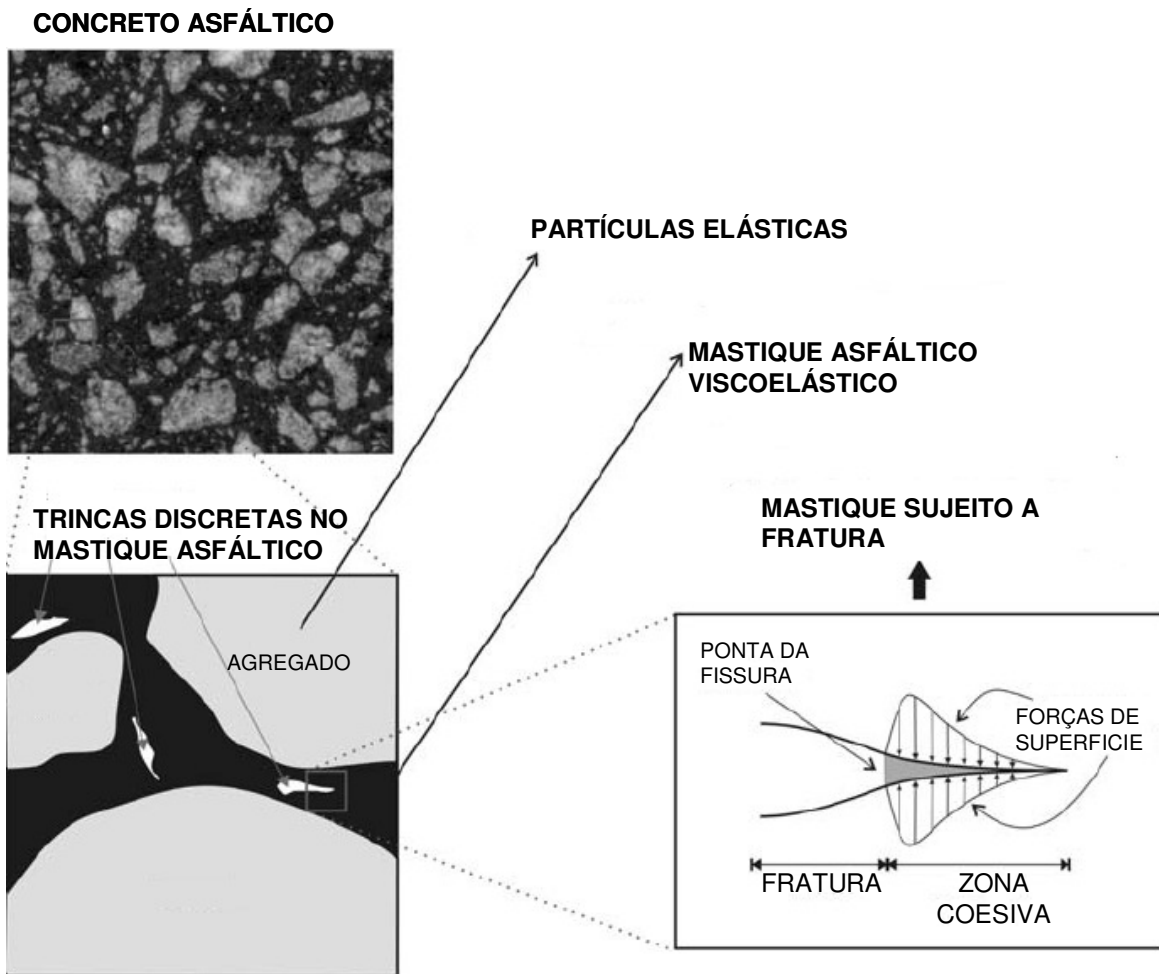 CONCRETO ASFÁLTICO
PARTÍCULAS ELÁSTICAS
MASTIQUE ASFÁLTICO
VISCOELÁSTICO
TRINCAS DISCRETAS NO
MASTIQUE ASFÁLTICO
MASTIQUE SUJEITO A
FRATURA
AGREGADO
PONTA DA
FISSURA
FORÇAS DE
SUPERFICIE
FRATURA
ZONA
COESIVA